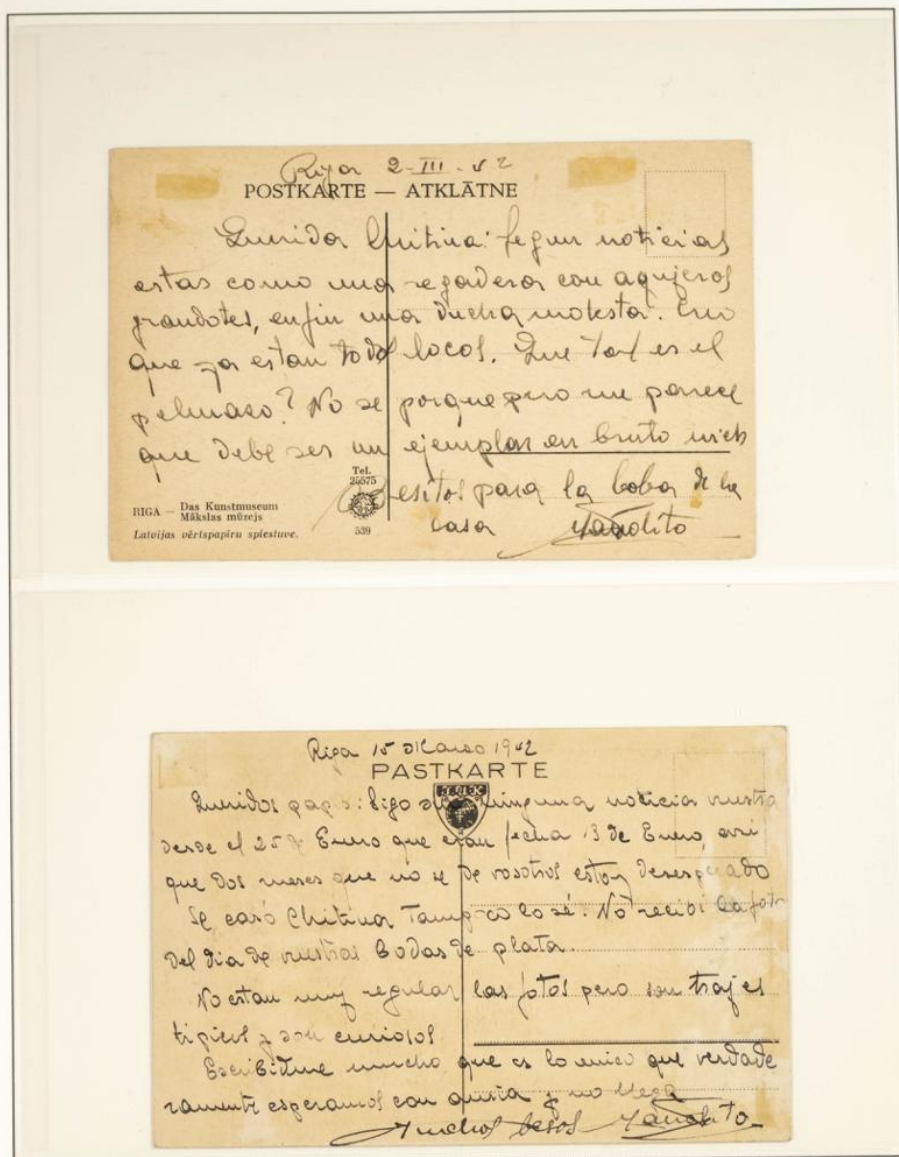 Riga 2-III-42
POSTKARTE — ATKLĀTNE
Querida Chitina: segun noticias
estas como una regadera con agujeros
grandotes, en fin una ducha molesta. Creo
que ya estan todos locos. Que tal es el
pelmaso? No se porque pero me parece
que debe ser un ejemplar en bruto
Besitos para la boba de la
casa Manolito
Tel.
25575
539
RIGA — Das Kunstmuseum
Mākslas mūzejs
Latvijas vērtspapīru spiestuve.
Riga 15 Marzo 1942
PASTKARTE
Queridos papas: Sigo sin ninguna noticia vuestra
desde el 25 de Enero que eran fecha 13 de Enero, asi
que dos meses que no se de vosotros estoy desesperado
Se casó Chitina Tampoco lo sé. No recibi la foto
del dia de vuestras bodas de plata.
No estan muy regular las fotos pero son trajes
tipicos y son curiosos
Escribidme mucho que es lo unico que verdade
ramente esperamos con ansia y no llega
Muchos besos Manolito